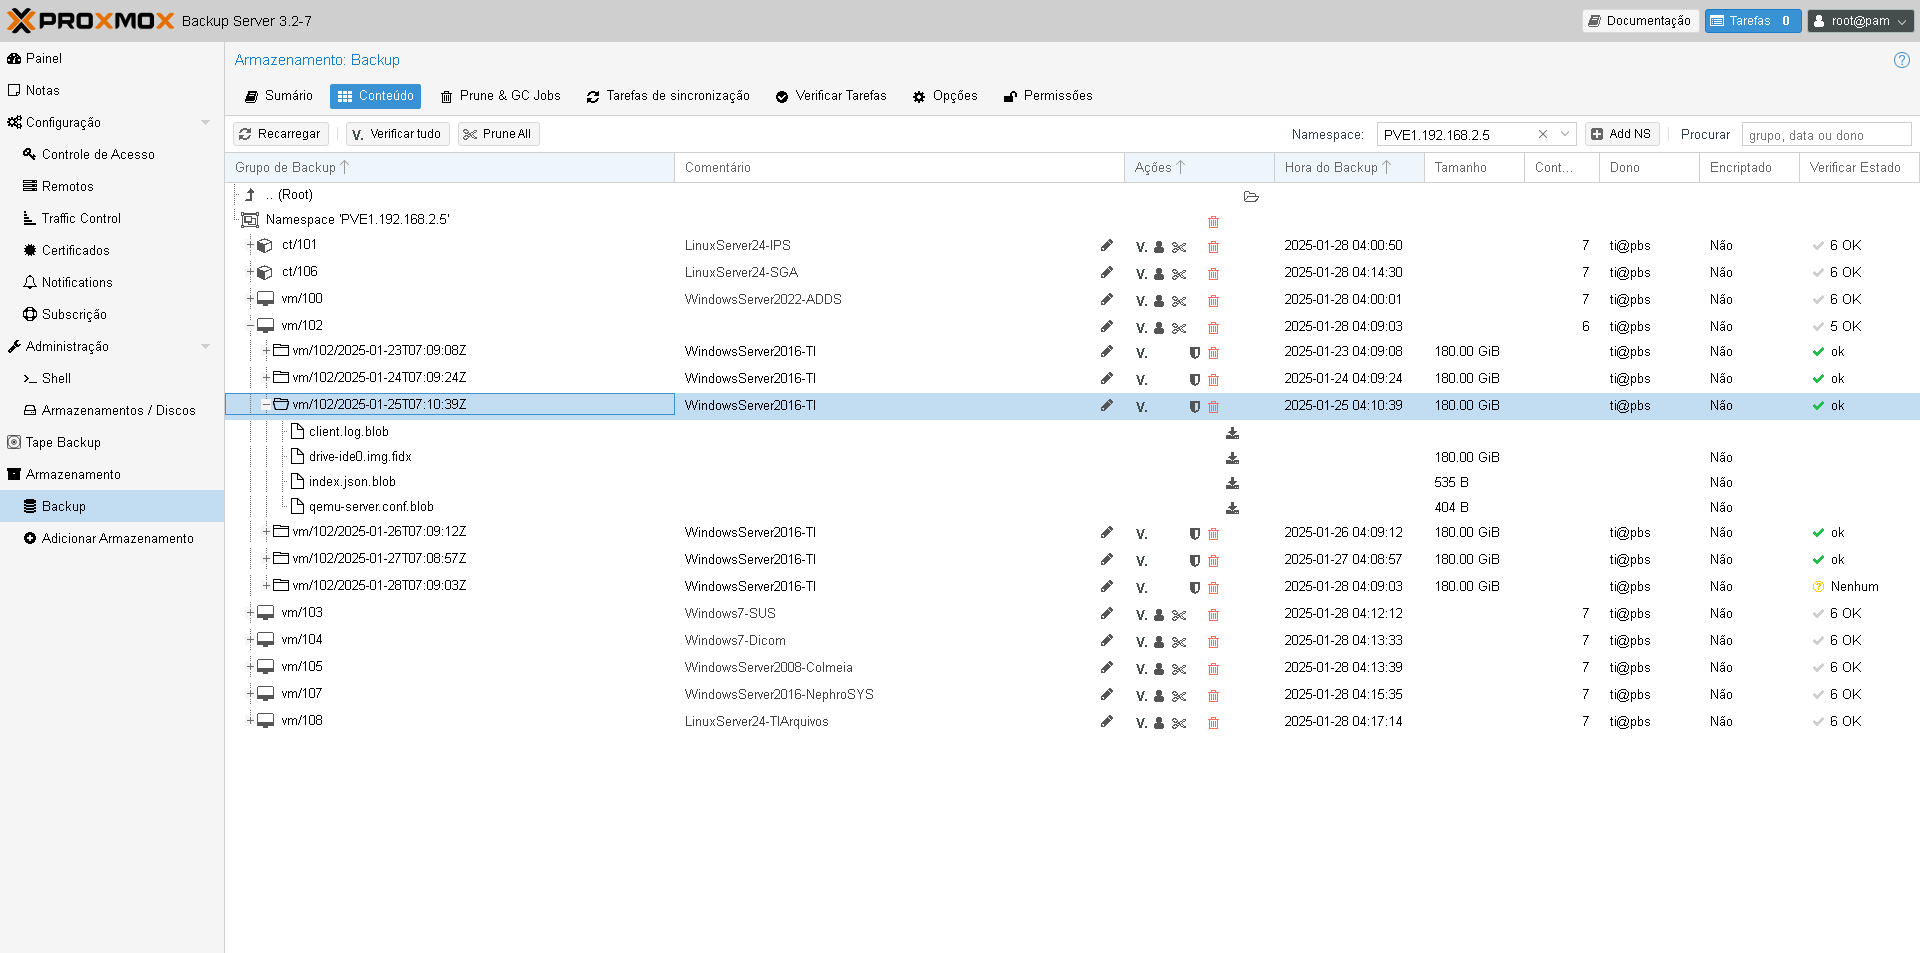 PROXMOX Backup Server 3.2-7
Documentação
Tarefas 0
root@pam
Painel
Notas
Configuração
Controle de Acesso
Remotos
Traffic Control
Certificados
Notifications
Subscrição
Administração
Shell
Armazenamentos / Discos
Tape Backup
Armazenamento
Backup
Adicionar Armazenamento
Armazenamento: Backup
Sumário Conteúdo Prune & GC Jobs Tarefas de sincronização Verificar Tarefas Opções Permissões
Recarregar V. Verificar tudo Prune All Namespace: PVE1.192.168.2.5 Add NS Procurar grupo, data ou dono
Grupo de Backup Comentário Ações Hora do Backup Tamanho Cont... Dono Encriptado Verificar Estado
.. (Root)
Namespace 'PVE1.192.168.2.5'
ct/101 LinuxServer24-IPS V. 2025-01-28 04:00:50 7 ti@pbs Não 6 OK
ct/106 LinuxServer24-SGA V. 2025-01-28 04:14:30 7 ti@pbs Não 6 OK
vm/100 WindowsServer2022-ADDS V. 2025-01-28 04:00:01 7 ti@pbs Não 6 OK
vm/102 V. 2025-01-28 04:09:03 6 ti@pbs Não 5 OK
vm/102/2025-01-23T07:09:08Z WindowsServer2016-TI V. 2025-01-23 04:09:08 180.00 GiB ti@pbs Não ok
vm/102/2025-01-24T07:09:24Z WindowsServer2016-TI V. 2025-01-24 04:09:24 180.00 GiB ti@pbs Não ok
vm/102/2025-01-25T07:10:39Z WindowsServer2016-TI V. 2025-01-25 04:10:39 180.00 GiB ti@pbs Não ok
client.log.blob
drive-ide0.img.fidx 180.00 GiB Não
index.json.blob 535 B Não
qemu-server.conf.blob 404 B Não
vm/102/2025-01-26T07:09:12Z WindowsServer2016-TI V. 2025-01-26 04:09:12 180.00 GiB ti@pbs Não ok
vm/102/2025-01-27T07:08:57Z WindowsServer2016-TI V. 2025-01-27 04:08:57 180.00 GiB ti@pbs Não ok
vm/102/2025-01-28T07:09:03Z WindowsServer2016-TI V. 2025-01-28 04:09:03 180.00 GiB ti@pbs Não Nenhum
vm/103 Windows7-SUS V. 2025-01-28 04:12:12 7 ti@pbs Não 6 OK
vm/104 Windows7-Dicom V. 2025-01-28 04:13:33 7 ti@pbs Não 6 OK
vm/105 WindowsServer2008-Colmeia V. 2025-01-28 04:13:39 7 ti@pbs Não 6 OK
vm/107 WindowsServer2016-NephroSYS V. 2025-01-28 04:15:35 7 ti@pbs Não 6 OK
vm/108 LinuxServer24-TIArquivos V. 2025-01-28 04:17:14 7 ti@pbs Não 6 OK